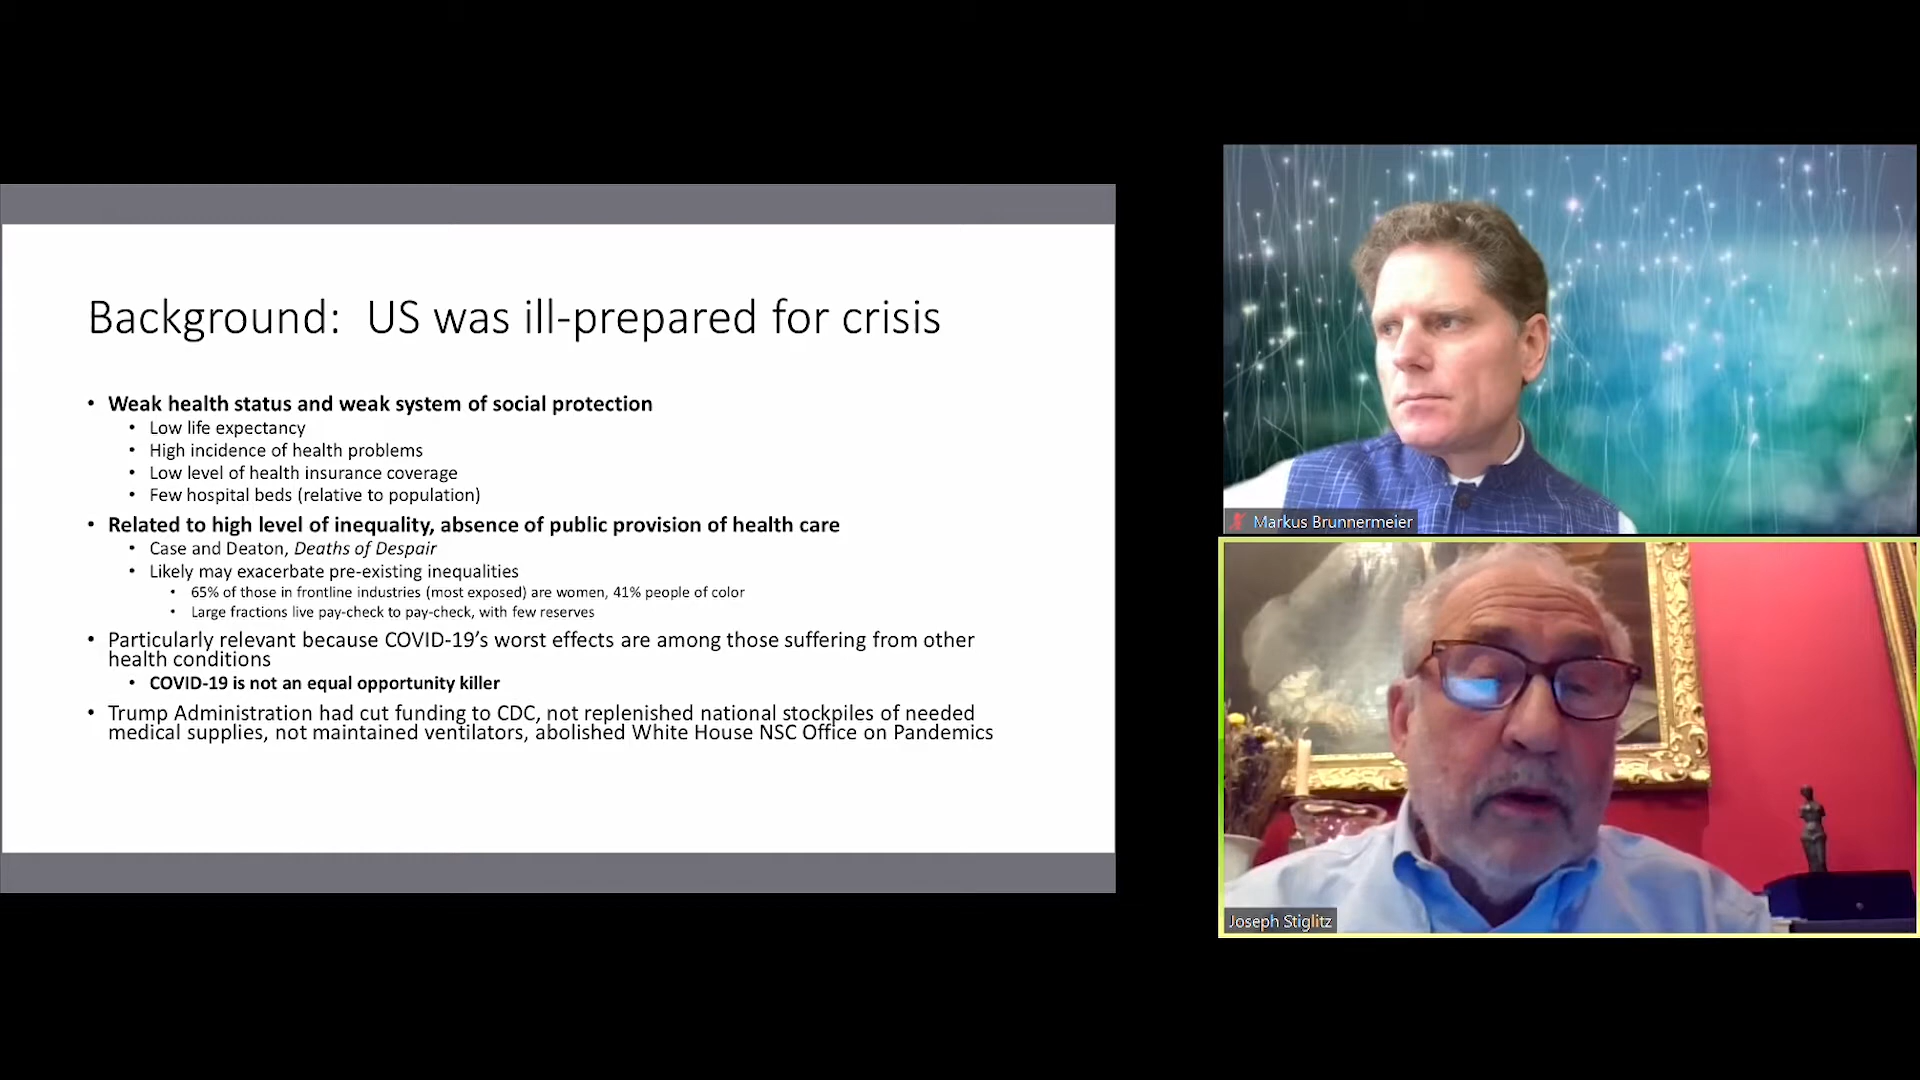 Background: US was ill-prepared for crisis
• Weak health status and weak system of social protection
• Low life expectancy
• High incidence of health problems
• Low level of health insurance coverage
• Few hospital beds (relative to population)
• Related to high level of inequality, absence of public provision of health care
• Case and Deaton, Deaths of Despair
• Likely may exacerbate pre-existing inequalities
• 65% of those in frontline industries (most exposed) are women, 41% people of color
• Large fractions live pay-check to pay-check, with few reserves
• Particularly relevant because COVID-19’s worst effects are among those suffering from other
health conditions
• COVID-19 is not an equal opportunity killer
• Trump Administration had cut funding to CDC, not replenished national stockpiles of needed
medical supplies, not maintained ventilators, abolished White House NSC Office on Pandemics
Markus Brunnermeier
Joseph Stiglitz